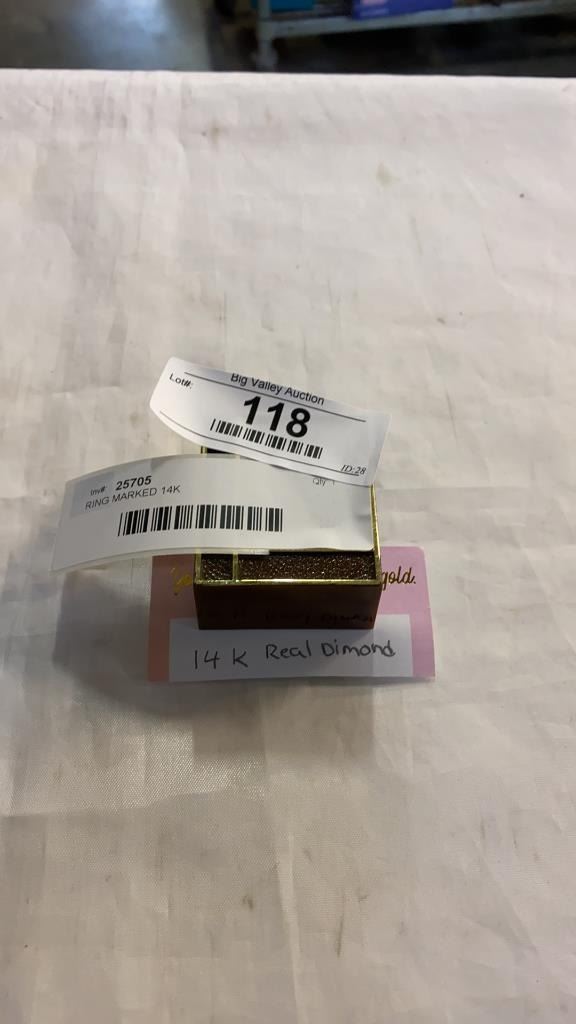 Big Valley Auction
Lot#:
118
ID:28
Inv#: 25705
Qty 1
RING MARKED 14K
gold.
14 K Real Dimond